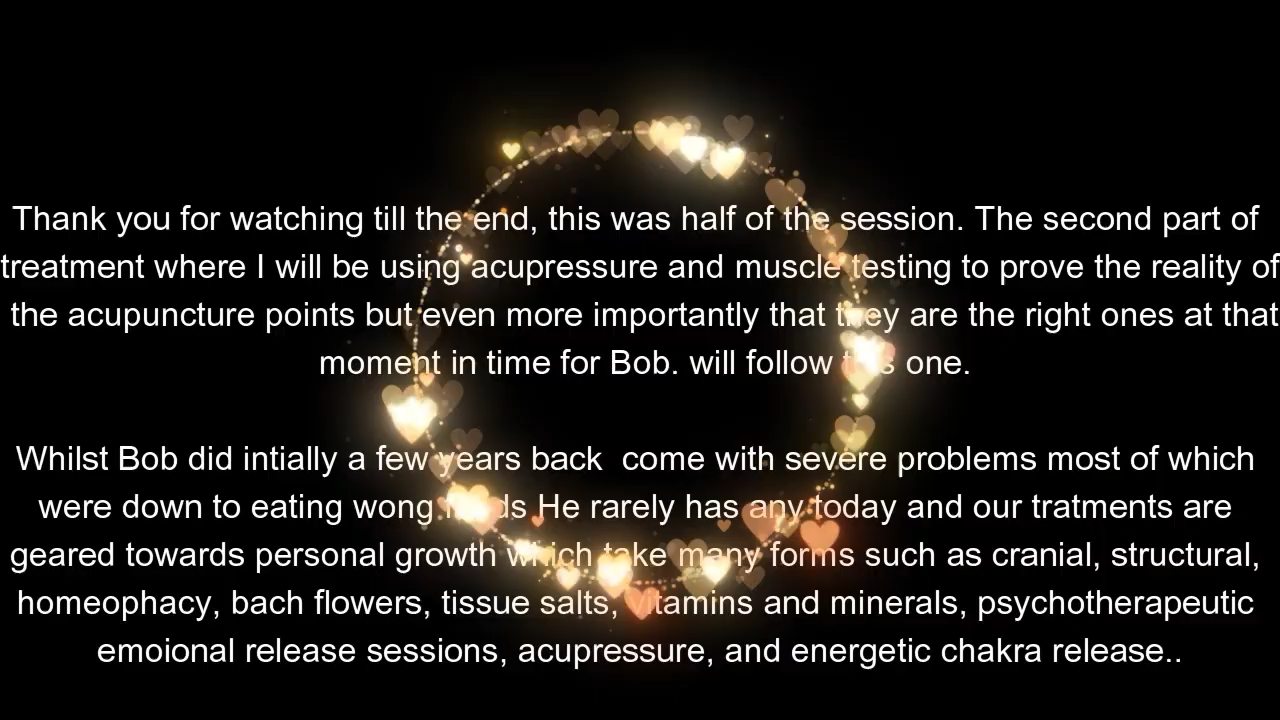 Thank you for watching till the end, this was half of the session. The second part of
treatment where I will be using acupressure and muscle testing to prove the reality of
the acupuncture points but even more importantly that they are the right ones at that
moment in time for Bob. will follow this one.
Whilst Bob did intially a few years back  come with severe problems most of which
were down to eating wong He rarely has any today and our tratments are
geared towards personal growth which take many forms such as cranial, structural,
homeophacy, bach flowers, tissue salts, vitamins and minerals, psychotherapeutic
emoional release sessions, acupressure, and energetic chakra release..